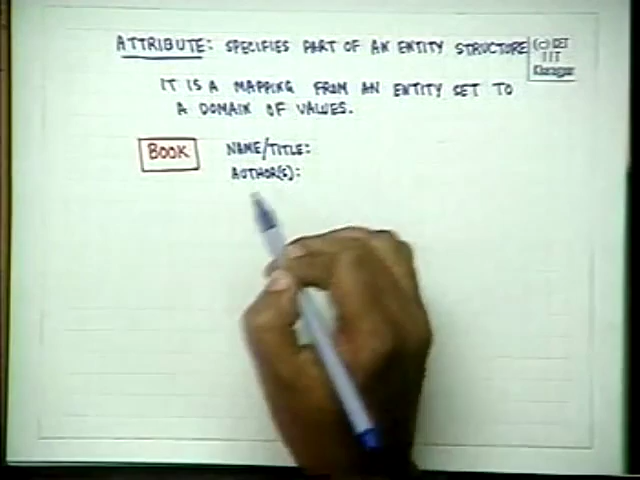 ATTRIBUTE: SPECIFIES PART OF AN ENTITY STRUCTURE
(c) CET
I I T
Kharagpur
IT IS A MAPPING FROM AN ENTITY SET TO
A DOMAIN OF VALUES.
BOOK
NAME/TITLE:
AUTHOR(S):